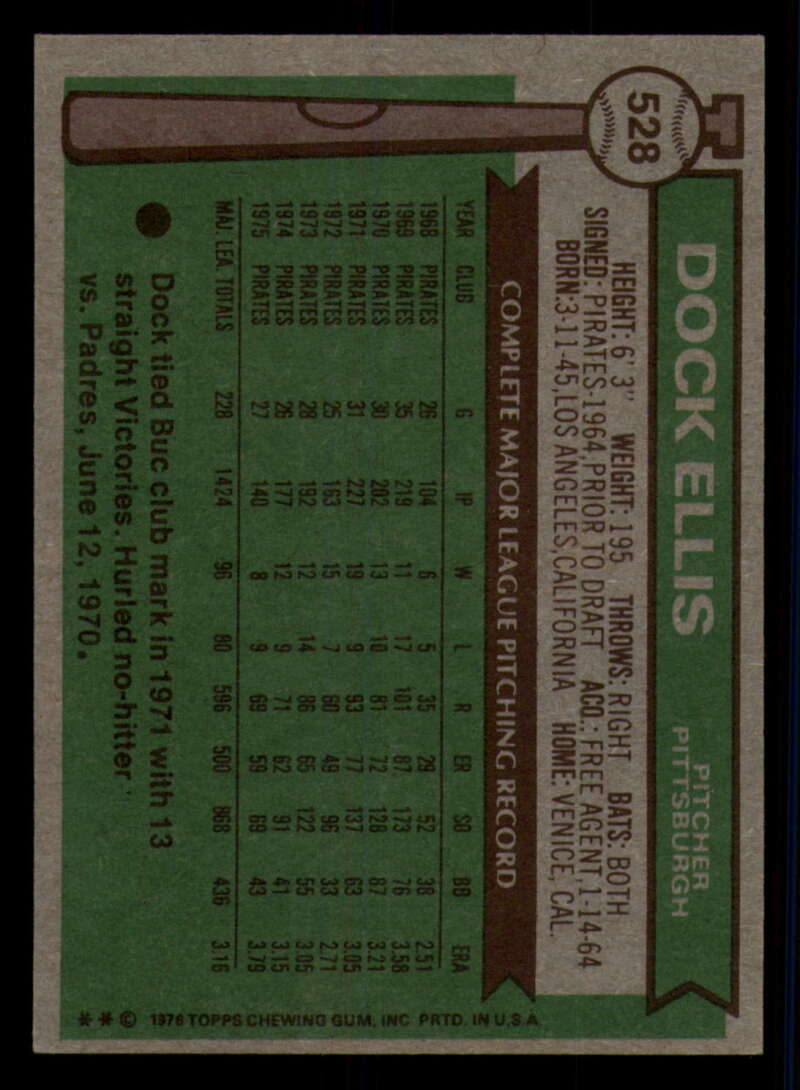 528
DOCK ELLIS
PITCHER
PITTSBURGH
HEIGHT: 6' 3" WEIGHT: 195 THROWS: RIGHT BATS: BOTH
SIGNED: PIRATES-1964, PRIOR TO DRAFT ACQ.: FREE AGENT, 1-14-64
BORN: 3-11-45, LOS ANGELES, CALIFORNIA HOME: VENICE, CAL.
COMPLETE MAJOR LEAGUE PITCHING RECORD
YEAR CLUB G IP W L R ER SO BB ERA
1968 PIRATES 26 104 6 5 35 29 52 38 2.51
1969 PIRATES 35 219 11 17 101 87 173 76 3.58
1970 PIRATES 30 202 13 10 81 72 128 87 3.21
1971 PIRATES 31 227 19 9 93 77 137 63 3.05
1972 PIRATES 25 163 15 7 60 49 96 33 2.71
1973 PIRATES 28 192 12 14 86 65 122 55 3.05
1974 PIRATES 26 177 12 9 71 62 91 41 3.15
1975 PIRATES 27 140 8 9 69 59 69 43 3.79
MAJ. LEA. TOTALS 228 1424 96 80 596 500 868 436 3.16
Dock tied Buc club mark in 1971 with 13
straight Victories. Hurled no-hitter
vs. Padres, June 12, 1970.
* * © 1976 TOPPS CHEWING GUM, INC. PRTD. IN U.S.A.